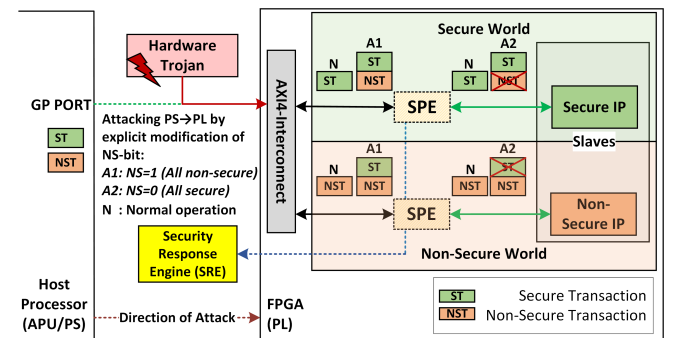 Hardware
Trojan
GP PORT
ST
NST
Attacking PS→PL by
explicit modification of
NS-bit:
A1: NS=1 (All non-secure)
A2: NS=0 (All secure)
N : Normal operation
Security
Response
Engine (SRE)
Host
Processor
(APU/PS)
Direction of Attack
FPGA
(PL)
AXI4-Interconnect
Secure World
N
ST
A1
ST
NST
SPE
N
ST
A2
ST
NST
Secure IP
Slaves
N
NST
A1
ST
NST
SPE
N
NST
A2
ST
NST
Non-
Secure IP
Non-Secure World
ST Secure Transaction
NST Non-Secure Transaction